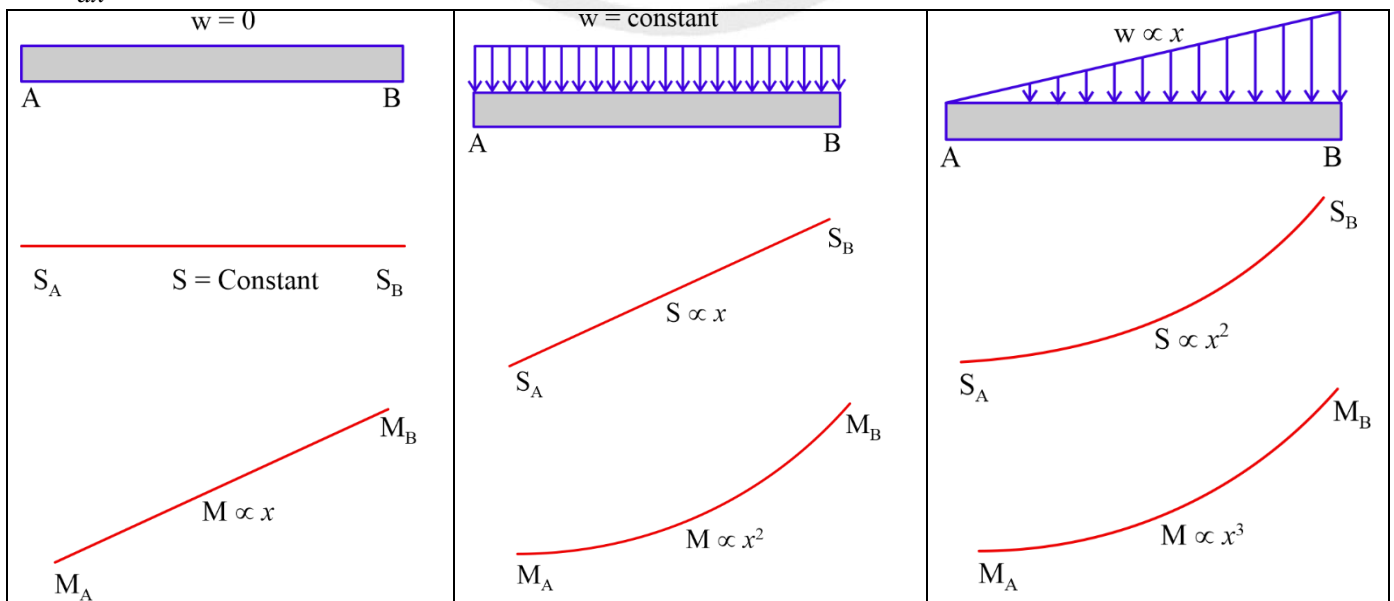 w = 0
A B
S_A S = Constant S_B
M_B
M ∝ x
M_A
w = constant
A B
S_B
S ∝ x
S_A
M_B
M ∝ x²
M_A
w ∝ x
A B
S_B
S ∝ x²
S_A
M_B
M ∝ x³
M_A